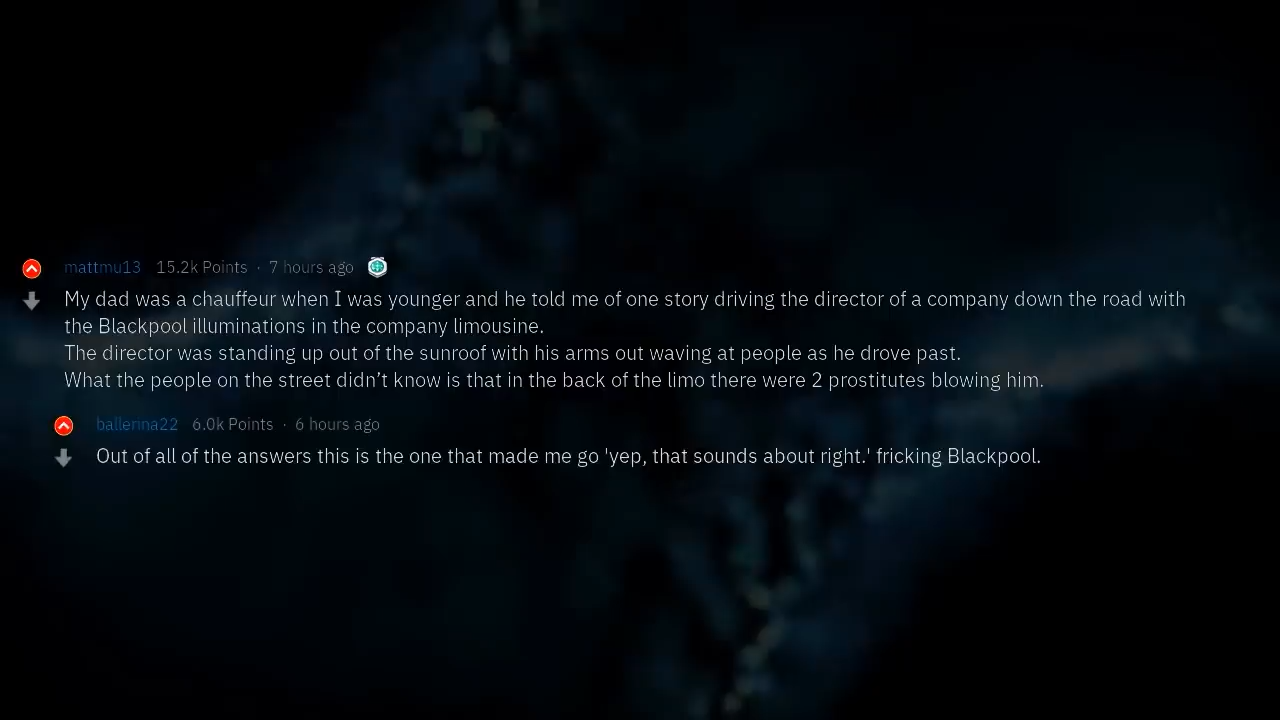 mattmu13 15.2k Points · 7 hours ago
My dad was a chauffeur when I was younger and he told me of one story driving the director of a company down the road with
the Blackpool illuminations in the company limousine.
The director was standing up out of the sunroof with his arms out waving at people as he drove past.
What the people on the street didn’t know is that in the back of the limo there were 2 prostitutes blowing him.
ballerina22 6.0k Points · 6 hours ago
Out of all of the answers this is the one that made me go 'yep, that sounds about right.' fricking Blackpool.